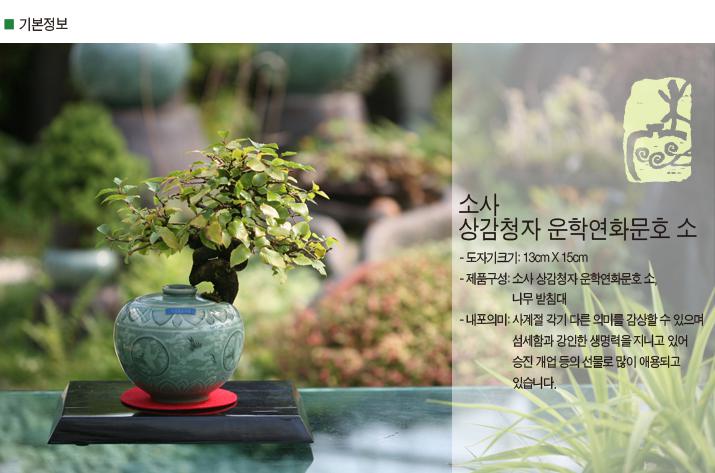 기본정보
소사
상감청자 운학연화문호 소
- 도자기크기: 13cm X 15cm
- 제품구성: 소사 상감청자 운학연화문호 소,
나무 받침대
- 내포의미: 사계절 각기 다른 의미를 감상할 수 있으며
섬세함과 강인한 생명력을 지니고 있어
승진 개업 등의 선물로 많이 애용되고
있습니다.